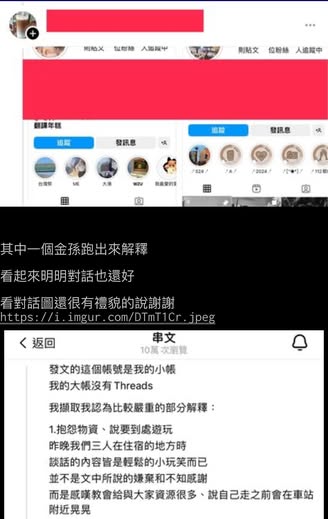 則貼文 位粉絲 人追蹤中
則貼文 位粉絲 人追蹤中
翻譯年糕
追蹤 發訊息
追蹤 發訊息
台灣祭 ME 大港 WAV 我最愛的
524 2024 112
其中一個金孫跑出來解釋
看起來明明對話也還好
看對話圖還很有禮貌的說謝謝
https://i.imgur.com/DTmT1Cr.jpeg
返回
串文
10萬 次瀏覽
發文的這個帳號是我的小帳
我的大帳沒有 Threads
我擷取我認為比較嚴重的部分解釋：
1.抱怨物資、說要到處遊玩
昨晚我們三人在住宿的地方時
談話的內容皆是輕鬆的小玩笑而已
並不是文中所說的嫌棄和不知感謝
而是感嘆教會給與大家資源很多、說自己走之前會在車站
附近晃晃